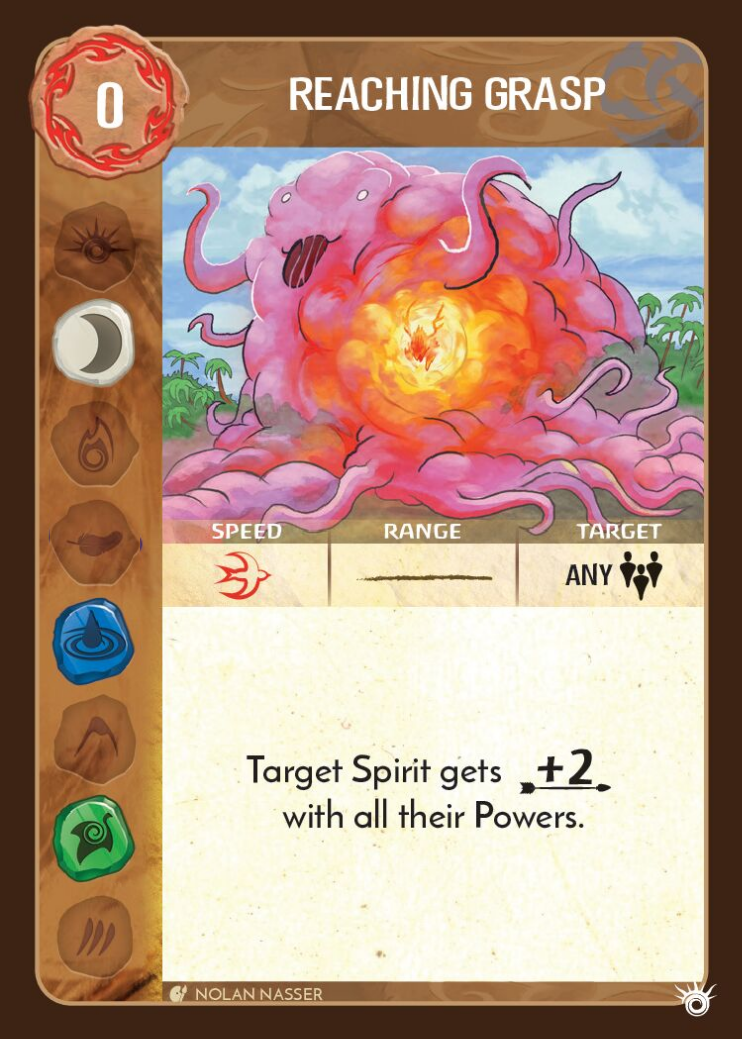 0
REACHING GRASP
SPEED RANGE TARGET
ANY
Target Spirit gets +2
with all their Powers.
NOLAN NASSER